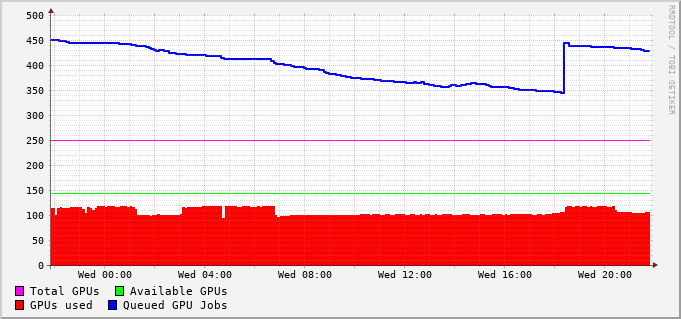 RRDTOOL / TOBI OETIKER
500
450
400
350
300
250
200
150
100
50
0
Wed 00:00 Wed 04:00 Wed 08:00 Wed 12:00 Wed 16:00 Wed 20:00
Total GPUs Available GPUs
GPUs used Queued GPU Jobs